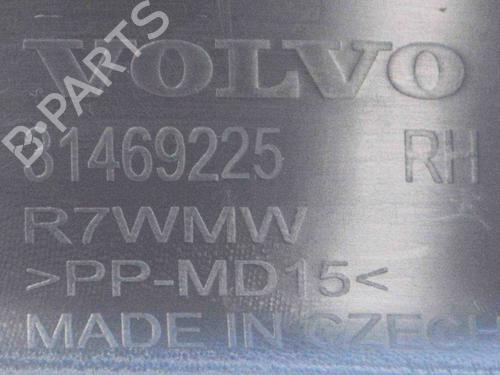 B-PARTS
VOLVO
31469225 RH
R7WMW
>PP-MD15<
MADE IN CZECH